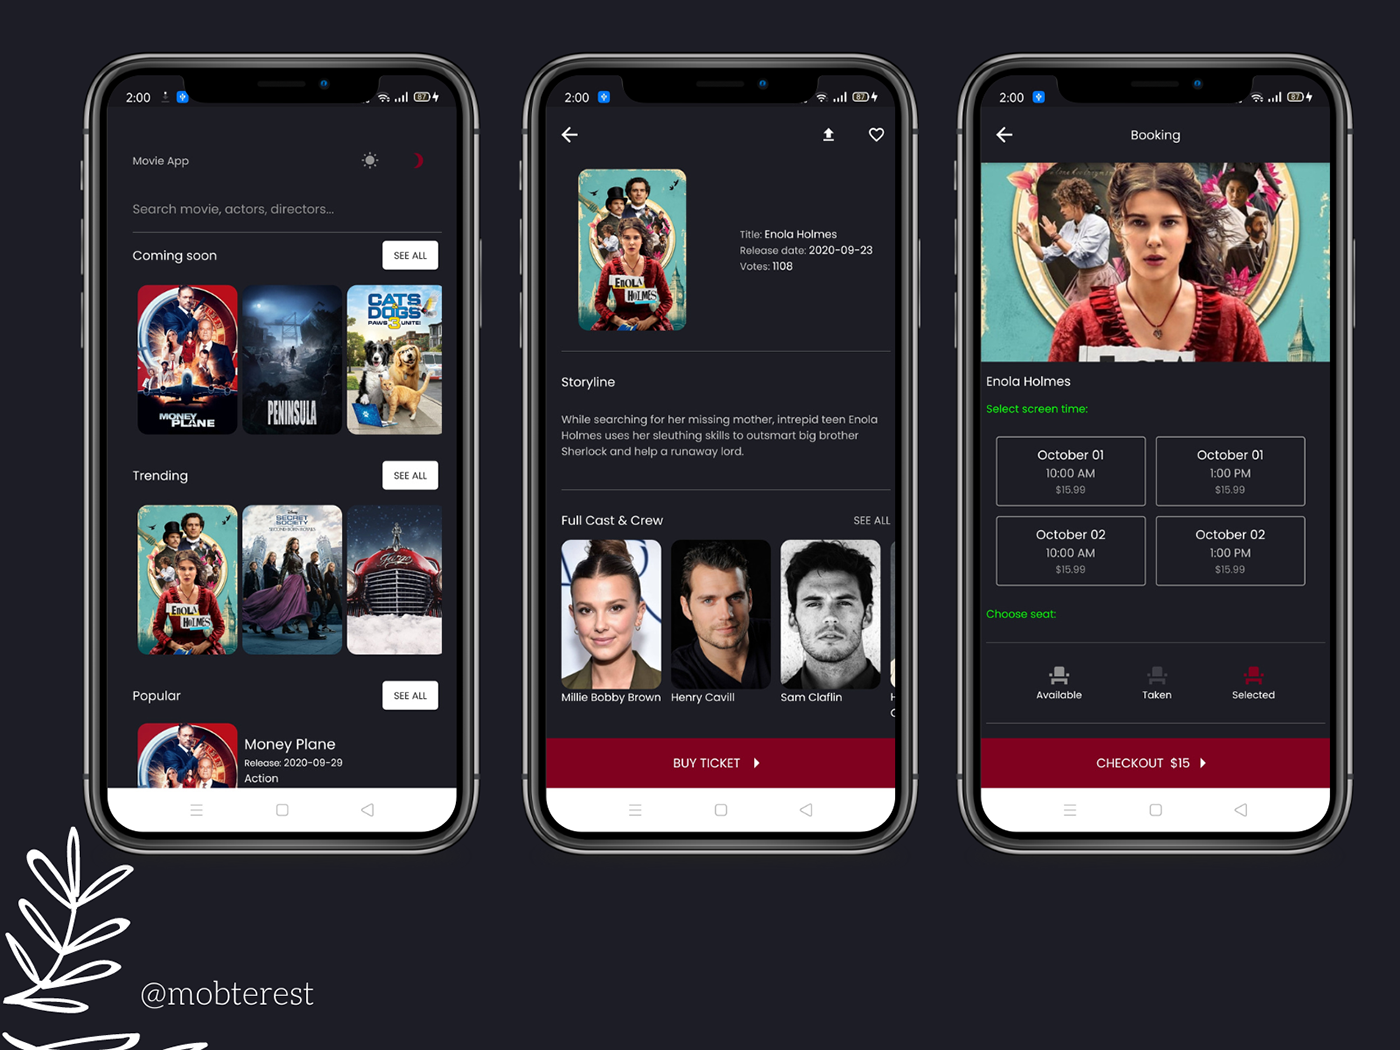 2:00
87
Movie App
Search movie, actors, directors...
Coming soon
SEE ALL
MONEY
PLANE
PENINSULA
CATS
DOGS
3
PAWS UNITE!
Trending
SEE ALL
ENOLA
HOLMES
Disney
SECRET
SOCIETY
SECOND-BORN ROYALS
Fargo
Popular
SEE ALL
Money Plane
Release: 2020-09-29
Action
2:00
87
ENOLA
HOLMES
Title: Enola Holmes
Release date: 2020-09-23
Votes: 1108
Storyline
While searching for her missing mother, intrepid teen Enola
Holmes uses her sleuthing skills to outsmart big brother
Sherlock and help a runaway lord.
Full Cast & Crew
SEE ALL
Millie Bobby Brown
Henry Cavill
Sam Claflin
BUY TICKET
2:00
87
Booking
Enola Holmes
Select screen time:
October 01
10:00 AM
$15.99
October 01
1:00 PM
$15.99
October 02
10:00 AM
$15.99
October 02
1:00 PM
$15.99
Choose seat:
Available
Taken
Selected
CHECKOUT $15
@mobterest